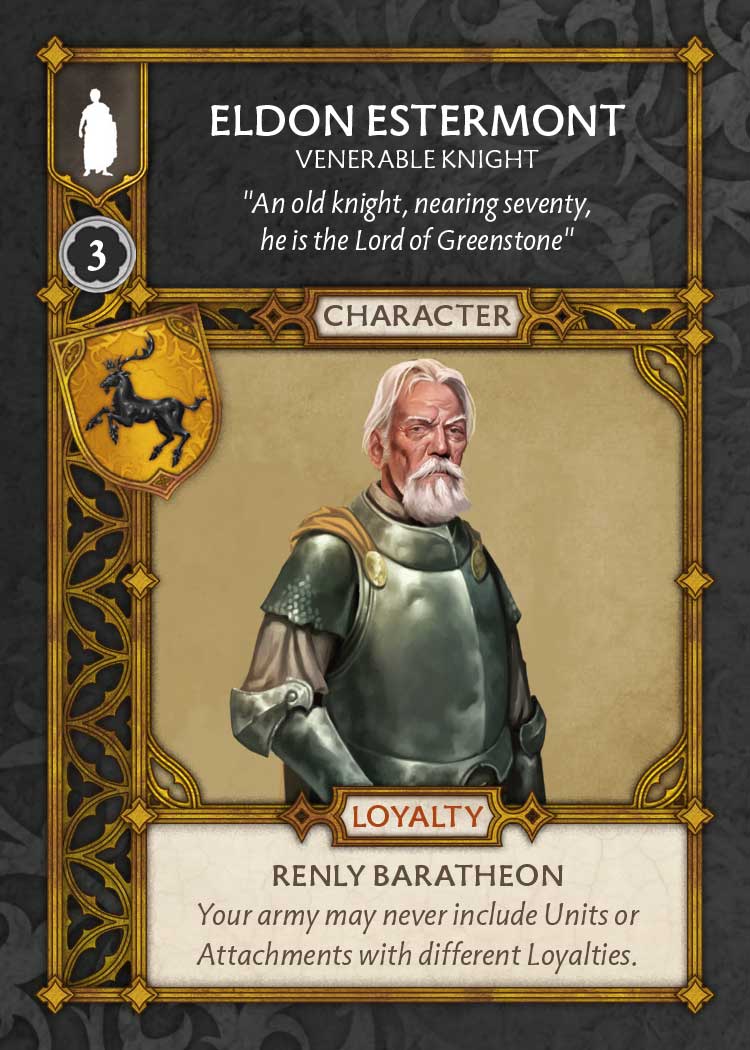 ELDON ESTERMONT
VENERABLE KNIGHT
"An old knight, nearing seventy,
he is the Lord of Greenstone"
3
CHARACTER
LOYALTY
RENLY BARATHEON
Your army may never include Units or
Attachments with different Loyalties.